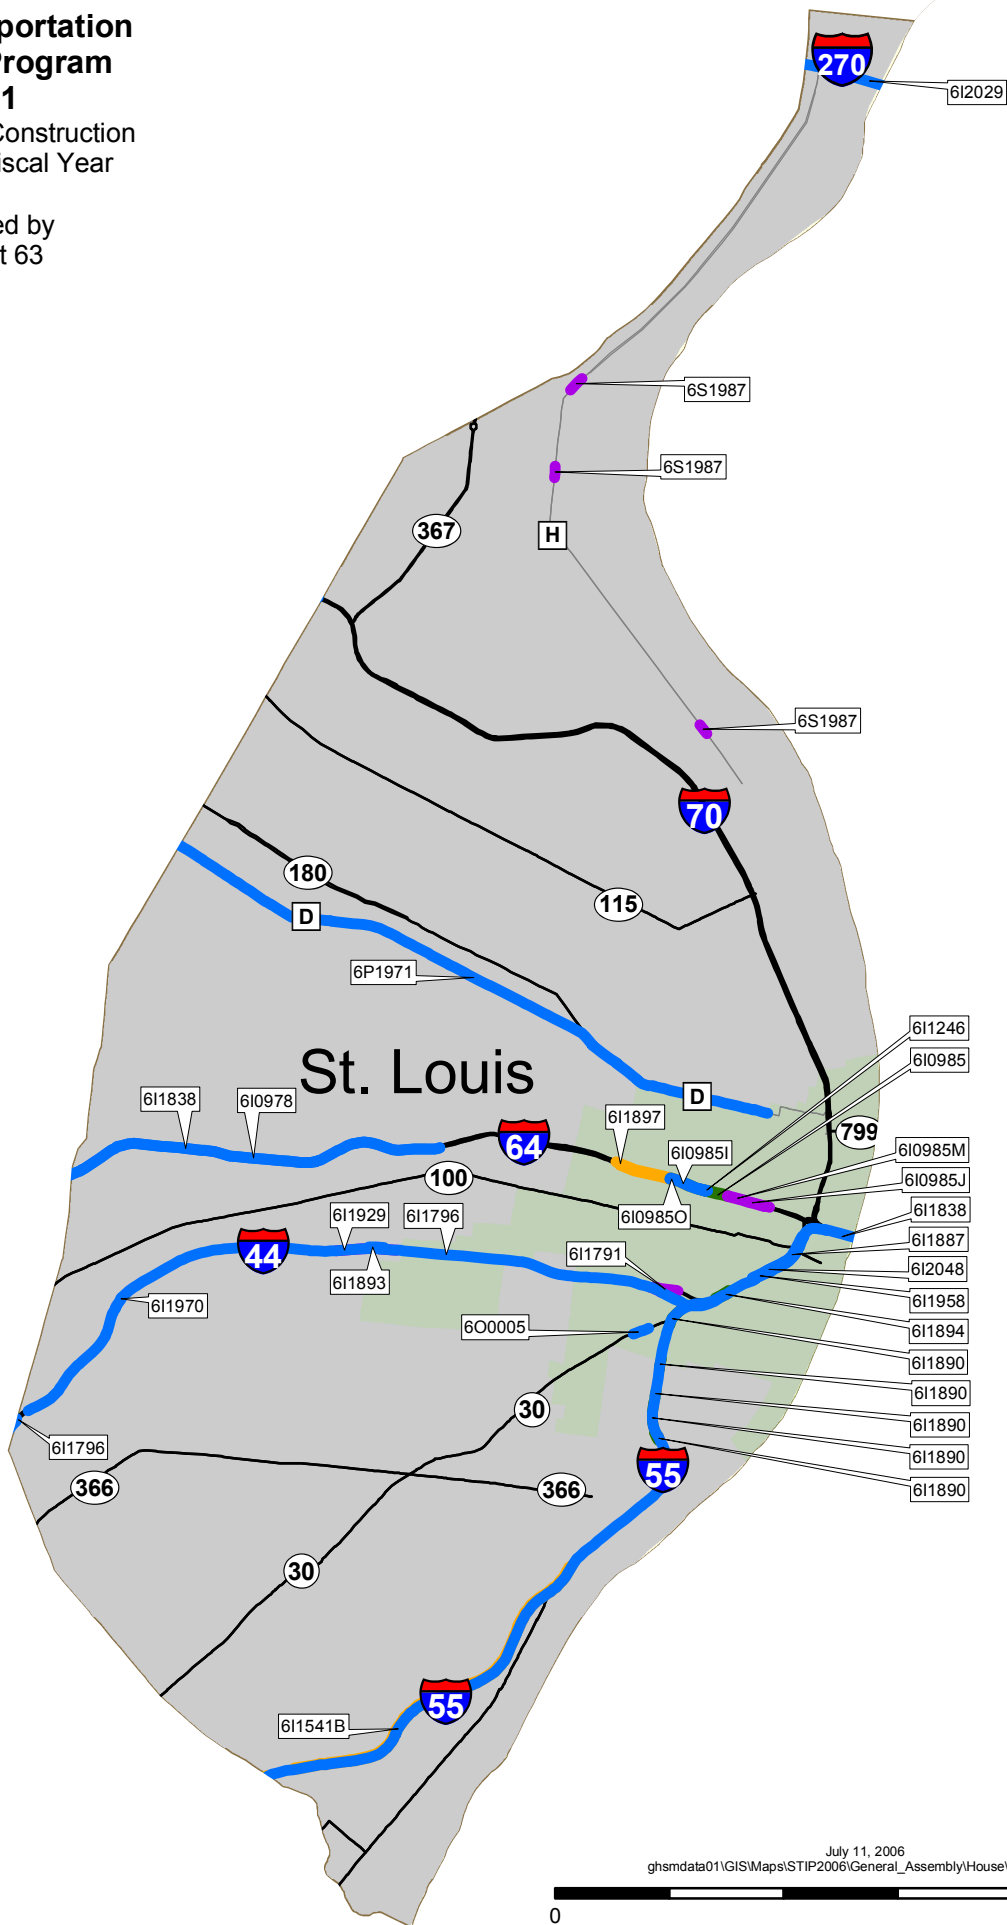 portation
Program
1
Construction
iscal Year
ed by
t 63
270
6I2029
6S1987
6S1987
367
H
6S1987
70
180
115
D
6P1971
St. Louis
6I1246
6I0985
D
6I1838
6I0978
6I1897
799
64
6I0985I
6I0985M
6I0985J
100
6I0985O
6I1838
6I1929
6I1796
44
6I1887
6I1893
6I1791
6I2048
6I1970
6I1958
6O0005
6I1894
6I1890
6I1890
30
6I1890
6I1796
6I1890
55
366
366
6I1890
30
55
6I1541B
July 11, 2006
ghsmdata01\GIS\Maps\STIP2006\General_Assembly\House\
0